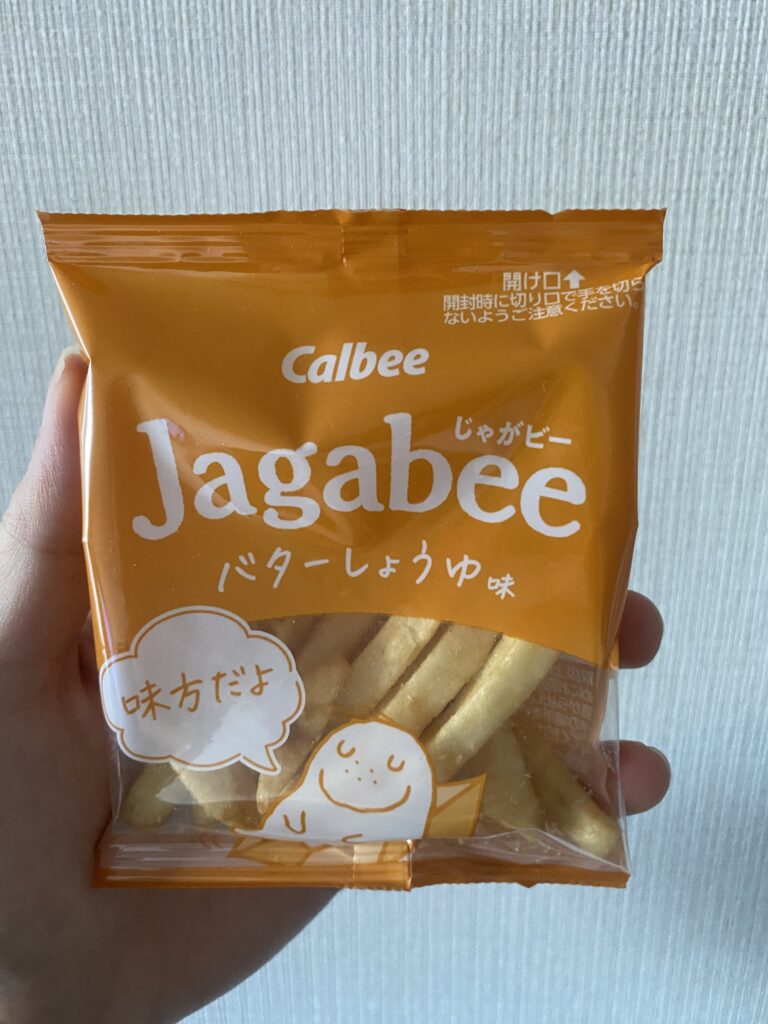 開け口⬆
開封時に切り口で手を切ら
ないようご注意ください。
Calbee
じゃがビー
Jagabee
バターしょうゆ味
味方だよ